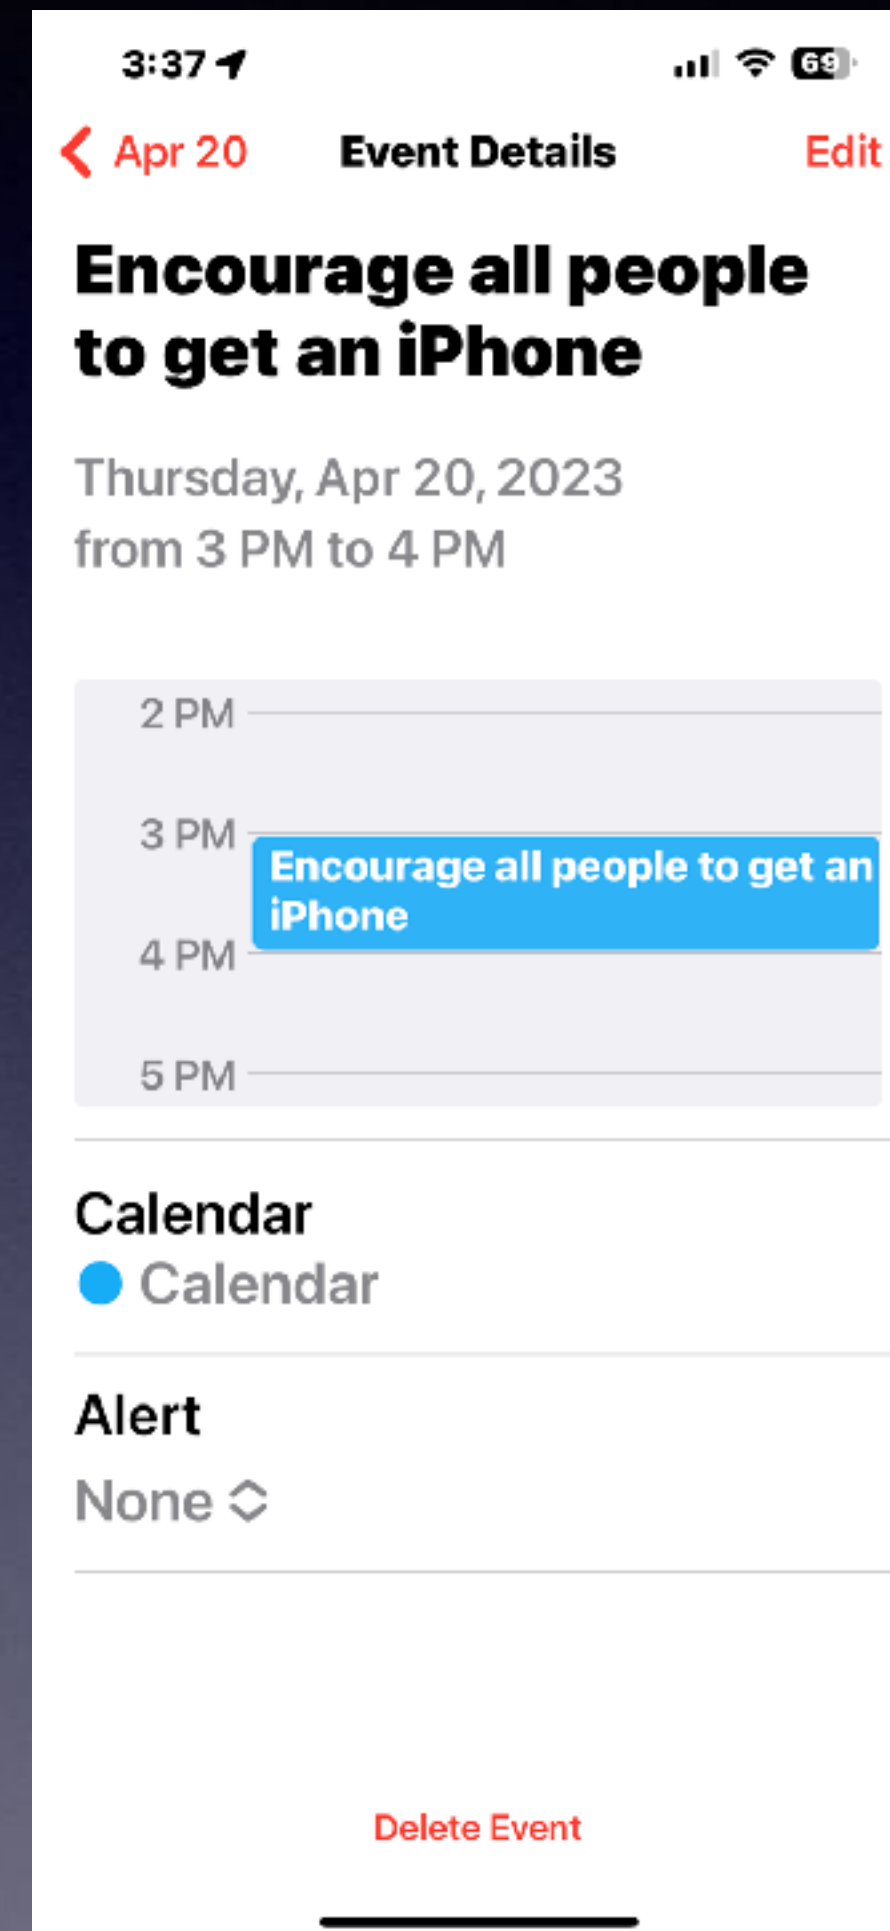 3:37
69
Apr 20
Event Details
Edit
Encourage all people
to get an iPhone
Thursday, Apr 20, 2023
from 3 PM to 4 PM
2 PM
3 PM
Encourage all people to get an
iPhone
4 PM
5 PM
Calendar
Calendar
Alert
None
Delete Event